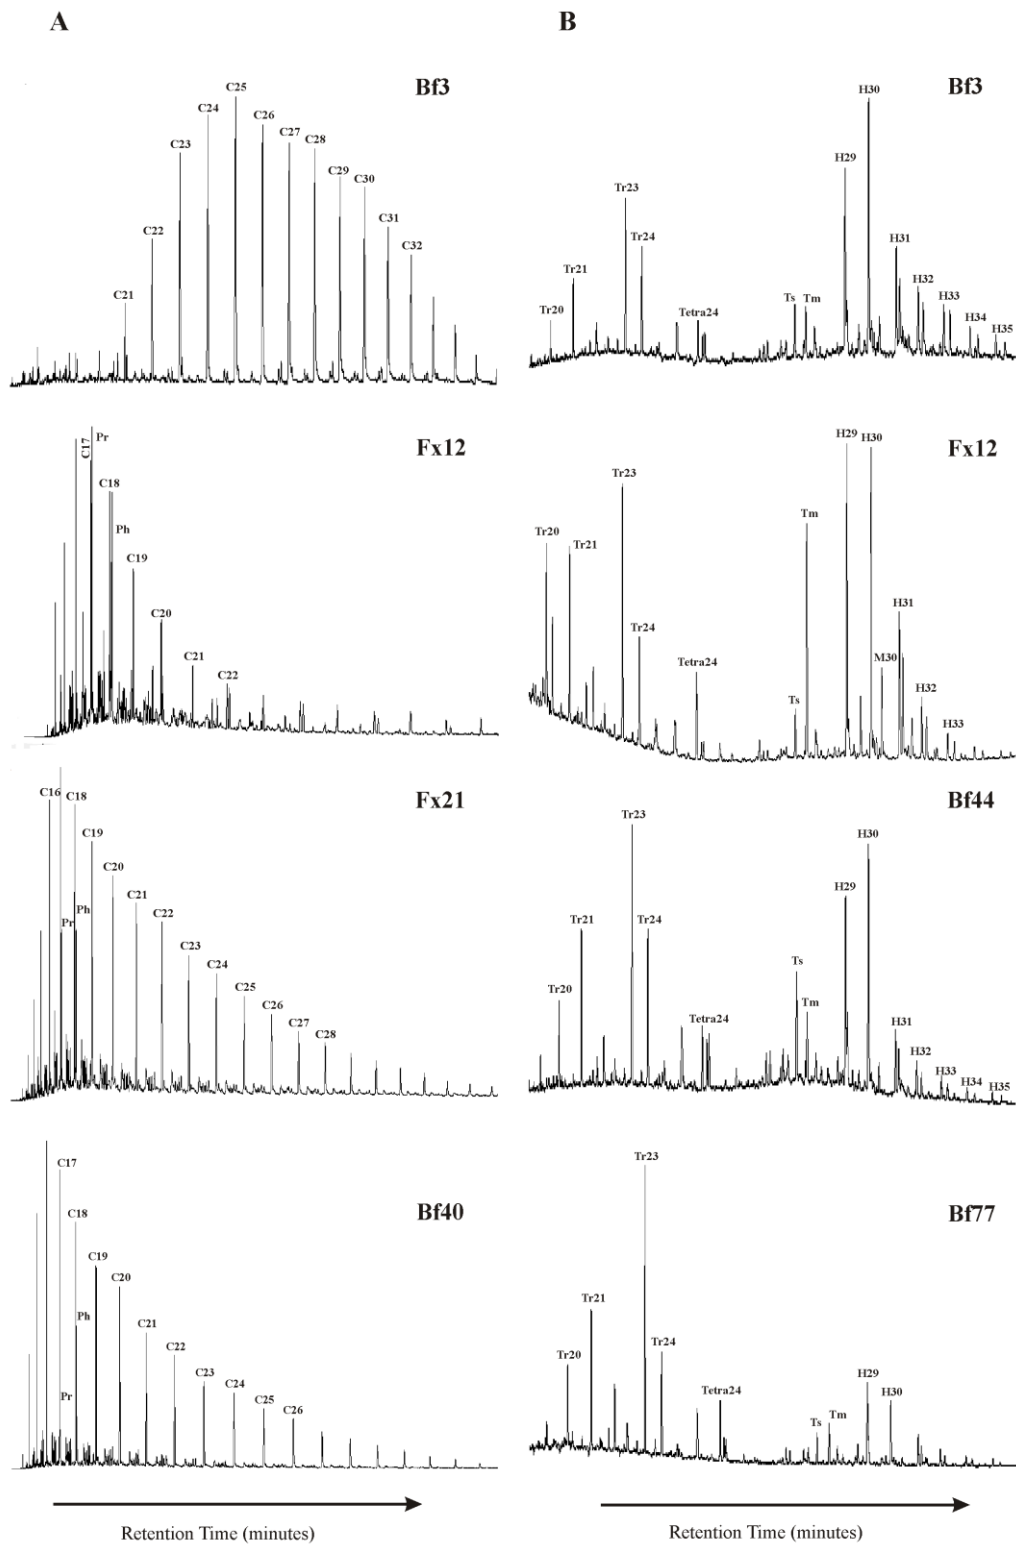 A
B
Bf3
C21
C22
C23
C24
C25
C26
C27
C28
C29
C30
C31
C32
Bf3
Tr20
Tr21
Tr23
Tr24
Tetra24
Ts
Tm
H29
H30
H31
H32
H33
H34
H35
Fx12
C17
Pr
C18
Ph
C19
C20
C21
C22
Fx12
Tr20
Tr21
Tr23
Tr24
Tetra24
Ts
Tm
H29
H30
M30
H31
H32
H33
Fx21
C16
Pr
C18
Ph
C19
C20
C21
C22
C23
C24
C25
C26
C27
C28
Bf44
Tr20
Tr21
Tr23
Tr24
Tetra24
Ts
Tm
H29
H30
H31
H32
H33
H34
H35
Bf40
C17
Pr
C18
Ph
C19
C20
C21
C22
C23
C24
C25
C26
Bf77
Tr20
Tr21
Tr23
Tr24
Tetra24
Ts
Tm
H29
H30
Retention Time (minutes)
Retention Time (minutes)